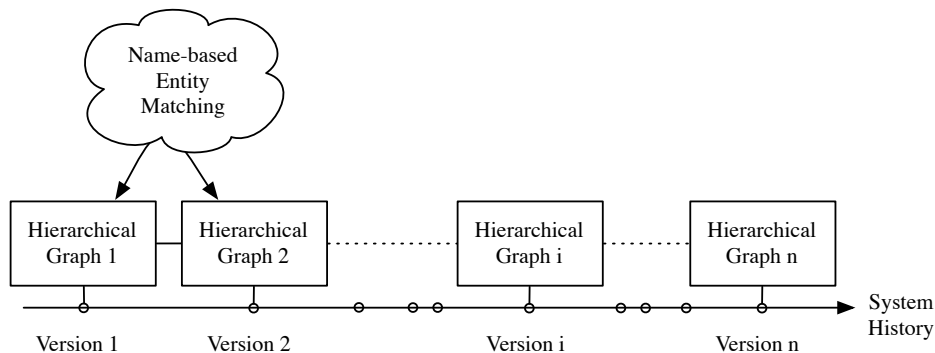 Name-based
Entity
Matching
Hierarchical
Graph 1
Hierarchical
Graph 2
Hierarchical
Graph i
Hierarchical
Graph n
System
History
Version 1
Version 2
Version i
Version n